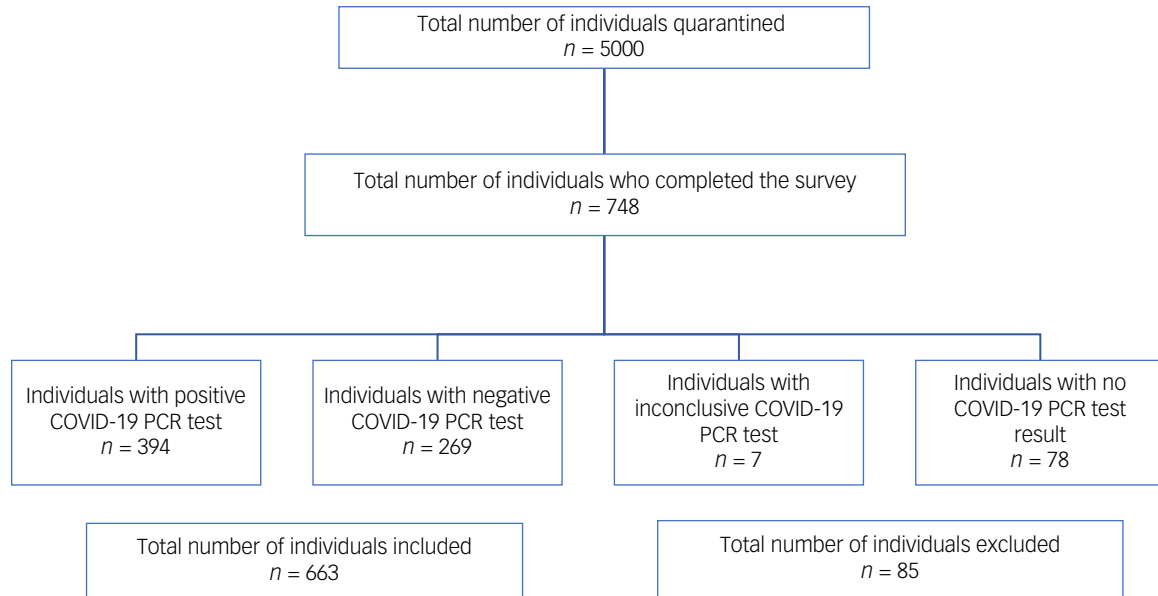 Total number of individuals quarantined
n = 5000
Total number of individuals who completed the survey
n = 748
Individuals with positive
COVID-19 PCR test
n = 394
Individuals with negative
COVID-19 PCR test
n = 269
Individuals with
inconclusive COVID-19
PCR test
n = 7
Individuals with no
COVID-19 PCR test
result
n = 78
Total number of individuals included
n = 663
Total number of individuals excluded
n = 85